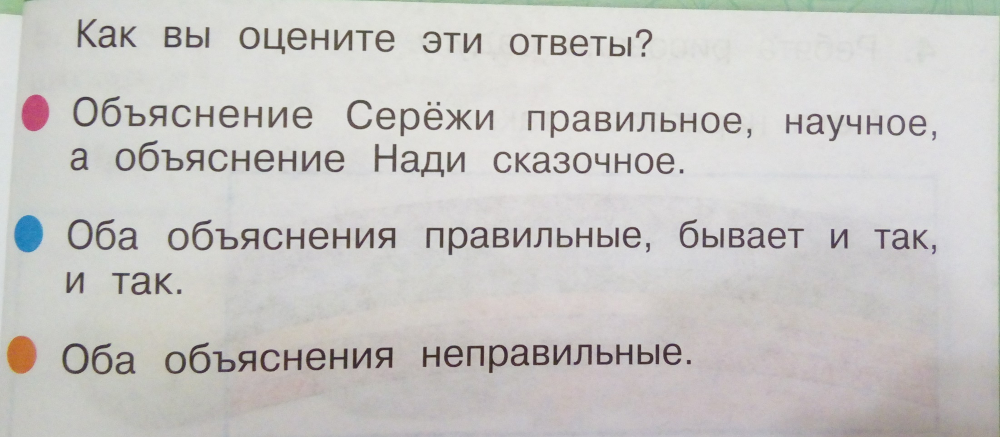 Как вы оцените эти ответы?
Объяснение Серёжи правильное, научное,
а объяснение Нади сказочное.
Оба объяснения правильные, бывает и так,
и так.
Оба объяснения неправильные.